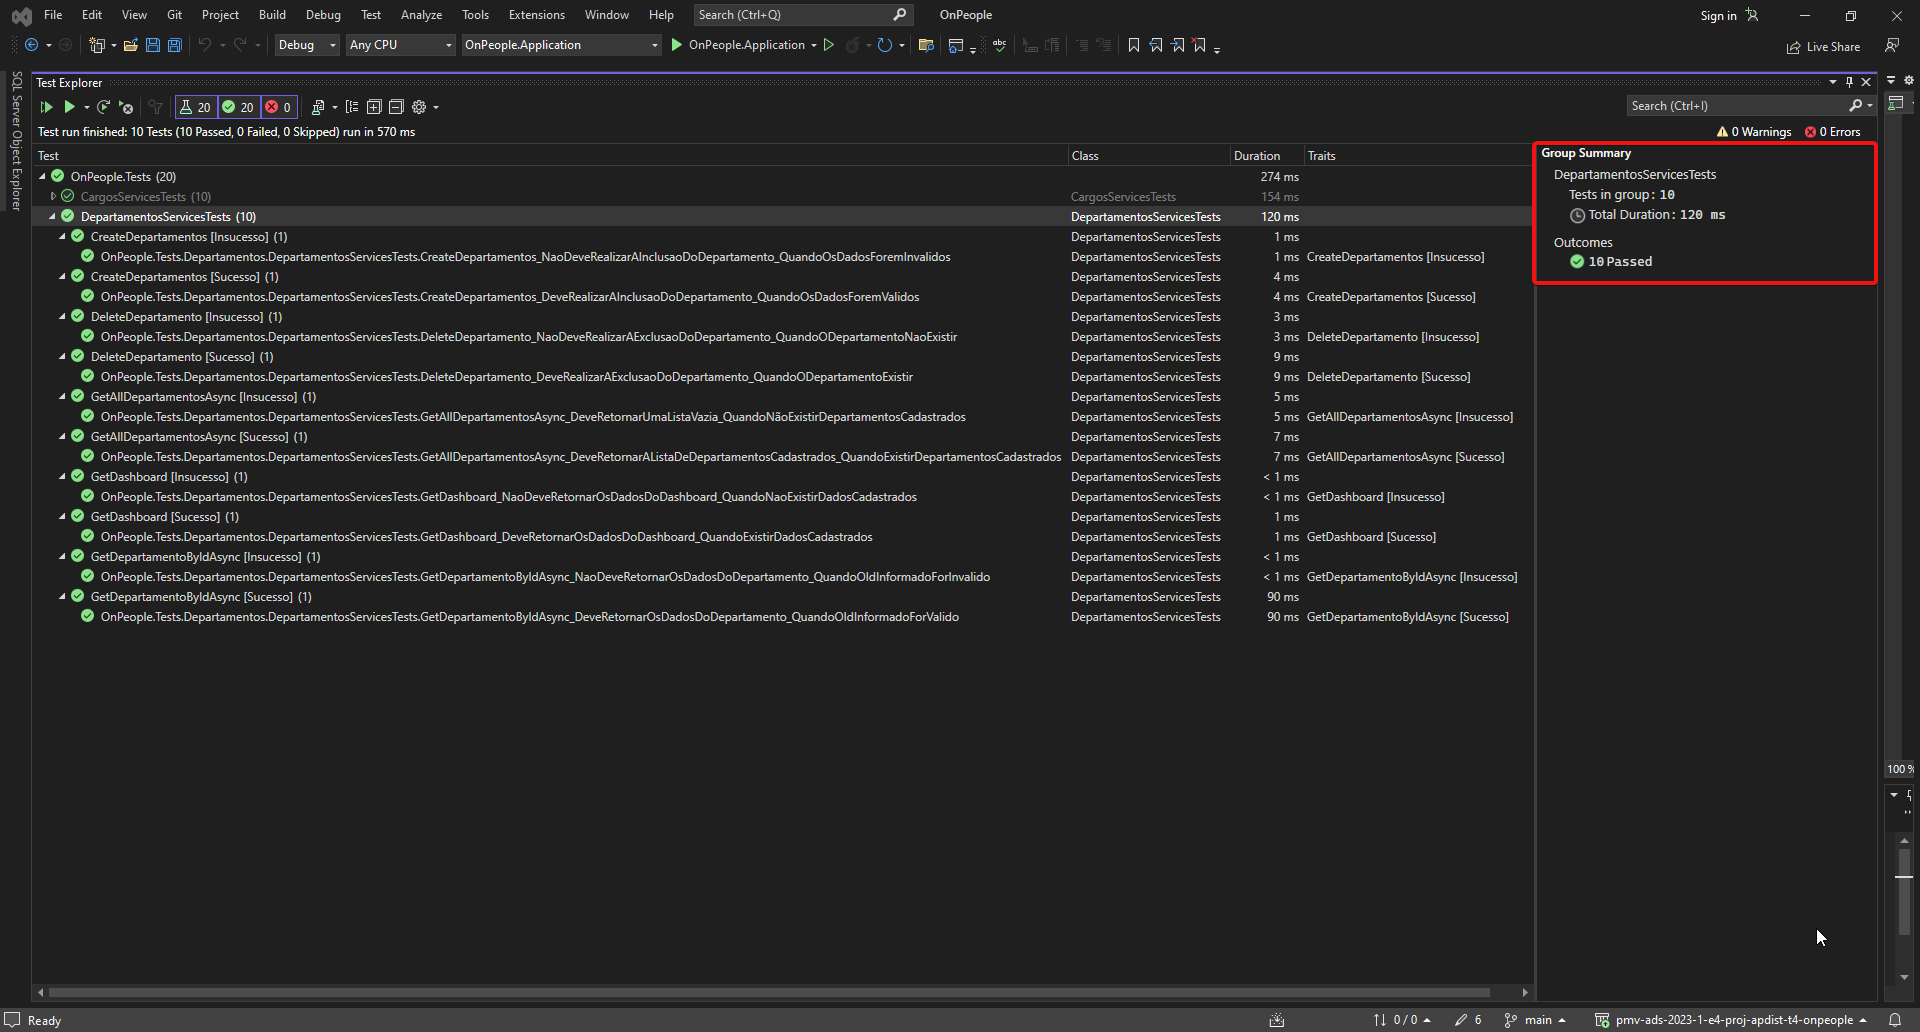 File Edit View Git Project Build Debug Test Analyze Tools Extensions Window Help Search (Ctrl+Q) OnPeople Sign in
Debug Any CPU OnPeople.Application OnPeople.Application abc Live Share
SQL Server Object Explorer
Test Explorer
20 20 0 Search (Ctrl+I)
Test run finished: 10 Tests (10 Passed, 0 Failed, 0 Skipped) run in 570 ms 0 Warnings 0 Errors
Test Class Duration Traits
OnPeople.Tests (20) 274 ms
CargosServicesTests (10) CargosServicesTests 154 ms
DepartamentosServicesTests (10) DepartamentosServicesTests 120 ms
CreateDepartamentos [Insucesso] (1) DepartamentosServicesTests 1 ms
OnPeople.Tests.Departamentos.DepartamentosServicesTests.CreateDepartamentos_NaoDeveRealizarAInclusaoDoDepartamento_QuandoOsDadosForemInvalidos DepartamentosServicesTests 1 ms CreateDepartamentos [Insucesso]
CreateDepartamentos [Sucesso] (1) DepartamentosServicesTests 4 ms
OnPeople.Tests.Departamentos.DepartamentosServicesTests.CreateDepartamentos_DeveRealizarAInclusaoDoDepartamento_QuandoOsDadosForemValidos DepartamentosServicesTests 4 ms CreateDepartamentos [Sucesso]
DeleteDepartamento [Insucesso] (1) DepartamentosServicesTests 3 ms
OnPeople.Tests.Departamentos.DepartamentosServicesTests.DeleteDepartamento_NaoDeveRealizarAExclusaoDoDepartamento_QuandoODepartamentoNaoExistir DepartamentosServicesTests 3 ms DeleteDepartamento [Insucesso]
DeleteDepartamento [Sucesso] (1) DepartamentosServicesTests 9 ms
OnPeople.Tests.Departamentos.DepartamentosServicesTests.DeleteDepartamento_DeveRealizarAExclusaoDoDepartamento_QuandoODepartamentoExistir DepartamentosServicesTests 9 ms DeleteDepartamento [Sucesso]
GetAllDepartamentosAsync [Insucesso] (1) DepartamentosServicesTests 5 ms
OnPeople.Tests.Departamentos.DepartamentosServicesTests.GetAllDepartamentosAsync_DeveRetornarUmaListaVazia_QuandoNãoExistirDepartamentosCadastrados DepartamentosServicesTests 5 ms GetAllDepartamentosAsync [Insucesso]
GetAllDepartamentosAsync [Sucesso] (1) DepartamentosServicesTests 7 ms
OnPeople.Tests.Departamentos.DepartamentosServicesTests.GetAllDepartamentosAsync_DeveRetornarAListaDeDepartamentosCadastrados_QuandoExistirDepartamentosCadastrados DepartamentosServicesTests 7 ms GetAllDepartamentosAsync [Sucesso]
GetDashboard [Insucesso] (1) DepartamentosServicesTests < 1 ms
OnPeople.Tests.Departamentos.DepartamentosServicesTests.GetDashboard_NaoDeveRetornarOsDadosDoDashboard_QuandoNaoExistirDadosCadastrados DepartamentosServicesTests < 1 ms GetDashboard [Insucesso]
GetDashboard [Sucesso] (1) DepartamentosServicesTests 1 ms
OnPeople.Tests.Departamentos.DepartamentosServicesTests.GetDashboard_DeveRetornarOsDadosDoDashboard_QuandoExistirDadosCadastrados DepartamentosServicesTests 1 ms GetDashboard [Sucesso]
GetDepartamentoByIdAsync [Insucesso] (1) DepartamentosServicesTests < 1 ms
OnPeople.Tests.Departamentos.DepartamentosServicesTests.GetDepartamentoByIdAsync_NaoDeveRetornarOsDadosDoDepartamento_QuandoOIdInformadoForInvalido DepartamentosServicesTests < 1 ms GetDepartamentoByIdAsync [Insucesso]
GetDepartamentoByIdAsync [Sucesso] (1) DepartamentosServicesTests 90 ms
OnPeople.Tests.Departamentos.DepartamentosServicesTests.GetDepartamentoByIdAsync_DeveRetornarOsDadosDoDepartamento_QuandoOIdInformadoForValido DepartamentosServicesTests 90 ms GetDepartamentoByIdAsync [Sucesso]
Group Summary
DepartamentosServicesTests
Tests in group: 10
Total Duration: 120 ms
Outcomes
10 Passed
100 %
Ready 0 / 0 6 main pmv-ads-2023-1-e4-proj-apdist-t4-onpeople